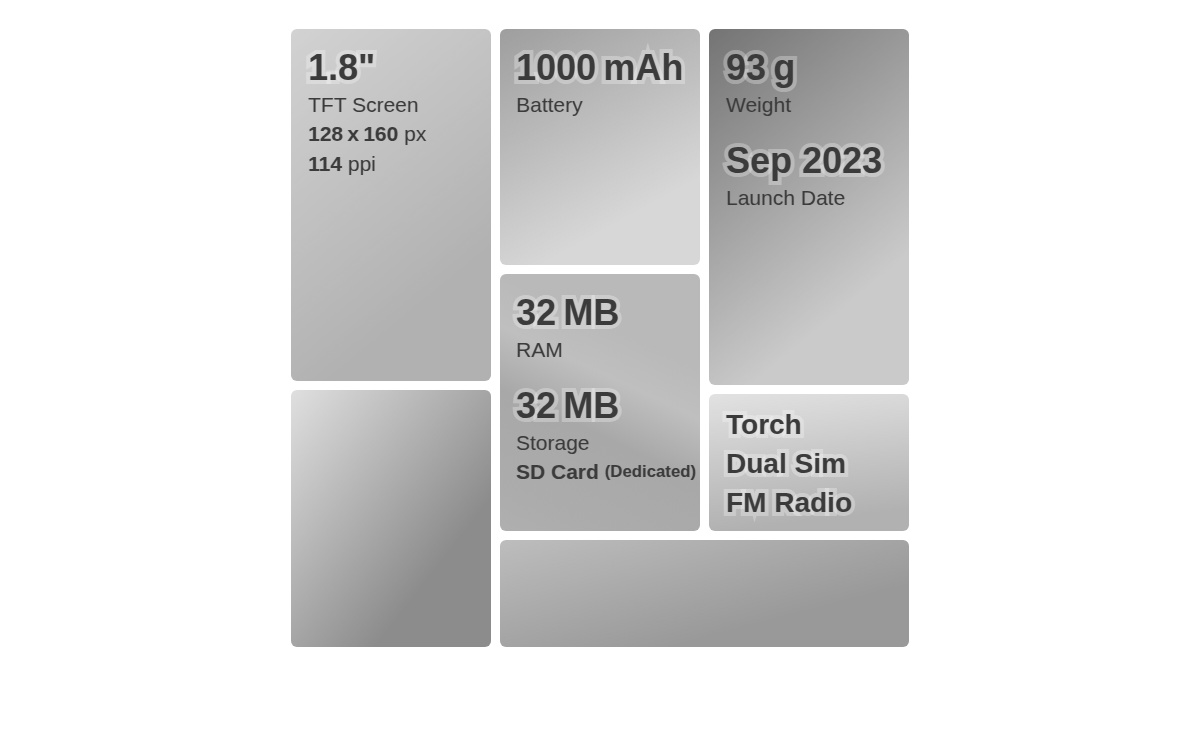 1.8"
TFT Screen
128 x 160 px
114 ppi
1000 mAh
Battery
93 g
Weight
Sep 2023
Launch Date
32 MB
RAM
32 MB
Storage
SD Card (Dedicated)
Torch
Dual Sim
FM Radio